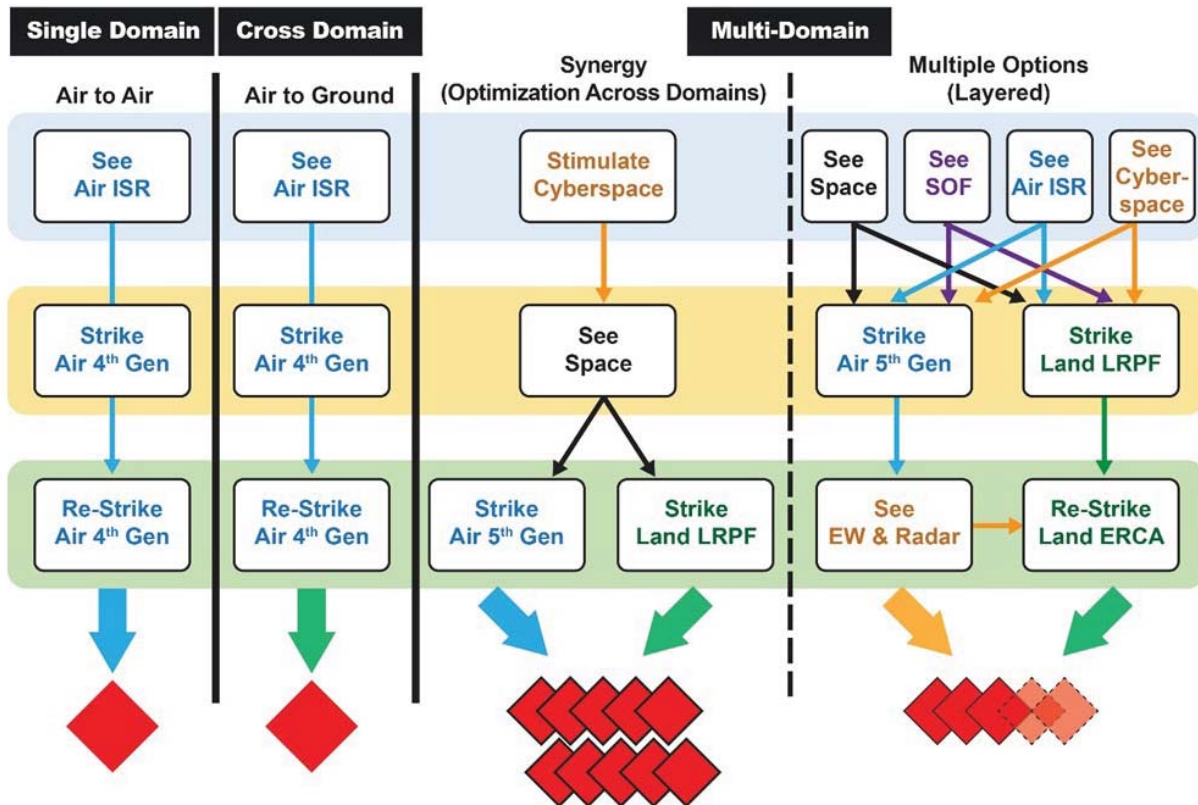 Single Domain
Cross Domain
Multi-Domain
Air to Air
Air to Ground
Synergy
(Optimization Across Domains)
Multiple Options
(Layered)
See
Air ISR
See
Air ISR
Stimulate
Cyberspace
See
Space
See
SOF
See
Air ISR
See
Cyber-
space
Strike
Air 4th Gen
Strike
Air 4th Gen
See
Space
Strike
Air 5th Gen
Strike
Land LRPF
Re-Strike
Air 4th Gen
Re-Strike
Air 4th Gen
Strike
Air 5th Gen
Strike
Land LRPF
See
EW & Radar
Re-Strike
Land ERCA